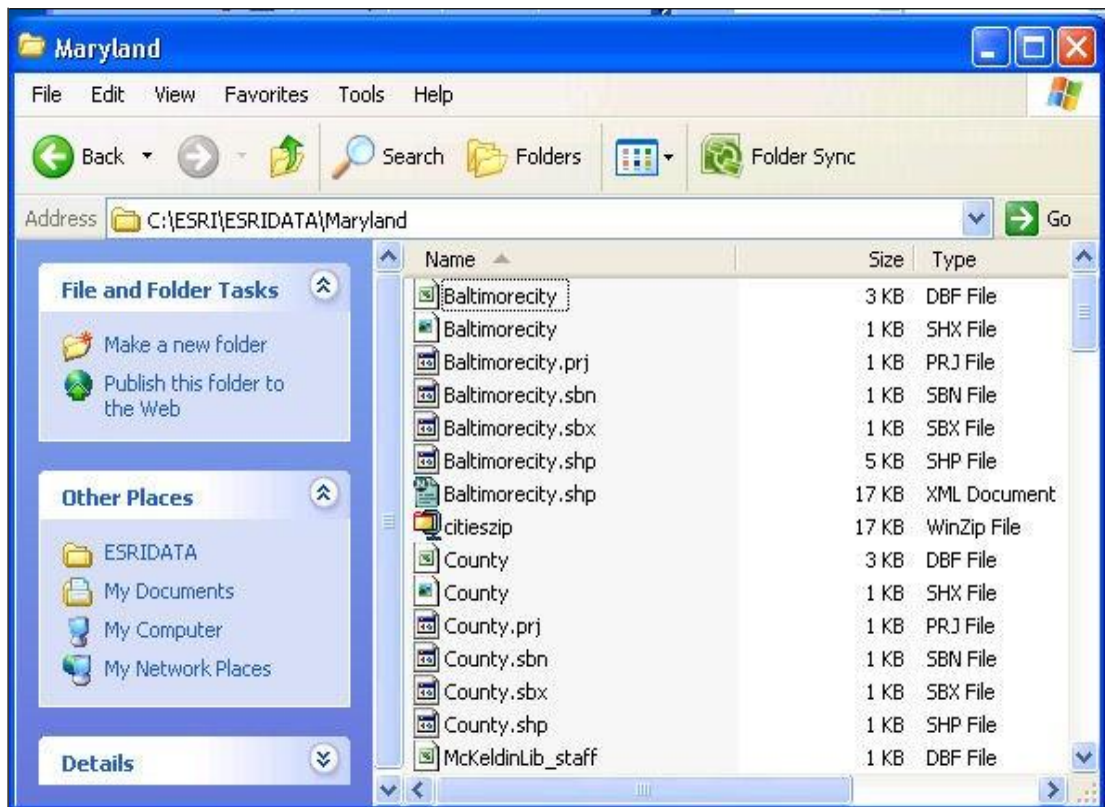 Maryland
File Edit View Favorites Tools Help
Back Search Folders Folder Sync
Address C:\ESRI\ESRIDATA\Maryland Go
File and Folder Tasks
Make a new folder
Publish this folder to
the Web
Other Places
ESRIDATA
My Documents
My Computer
My Network Places
Details
Name Size Type
Baltimorecity 3 KB DBF File
Baltimorecity 1 KB SHX File
Baltimorecity.prj 1 KB PRJ File
Baltimorecity.sbn 1 KB SBN File
Baltimorecity.sbx 1 KB SBX File
Baltimorecity.shp 5 KB SHP File
Baltimorecity.shp 17 KB XML Document
citieszip 17 KB WinZip File
County 3 KB DBF File
County 1 KB SHX File
County.prj 1 KB PRJ File
County.sbn 1 KB SBN File
County.sbx 1 KB SBX File
County.shp 1 KB SHP File
McKeldinLib_staff 1 KB DBF File